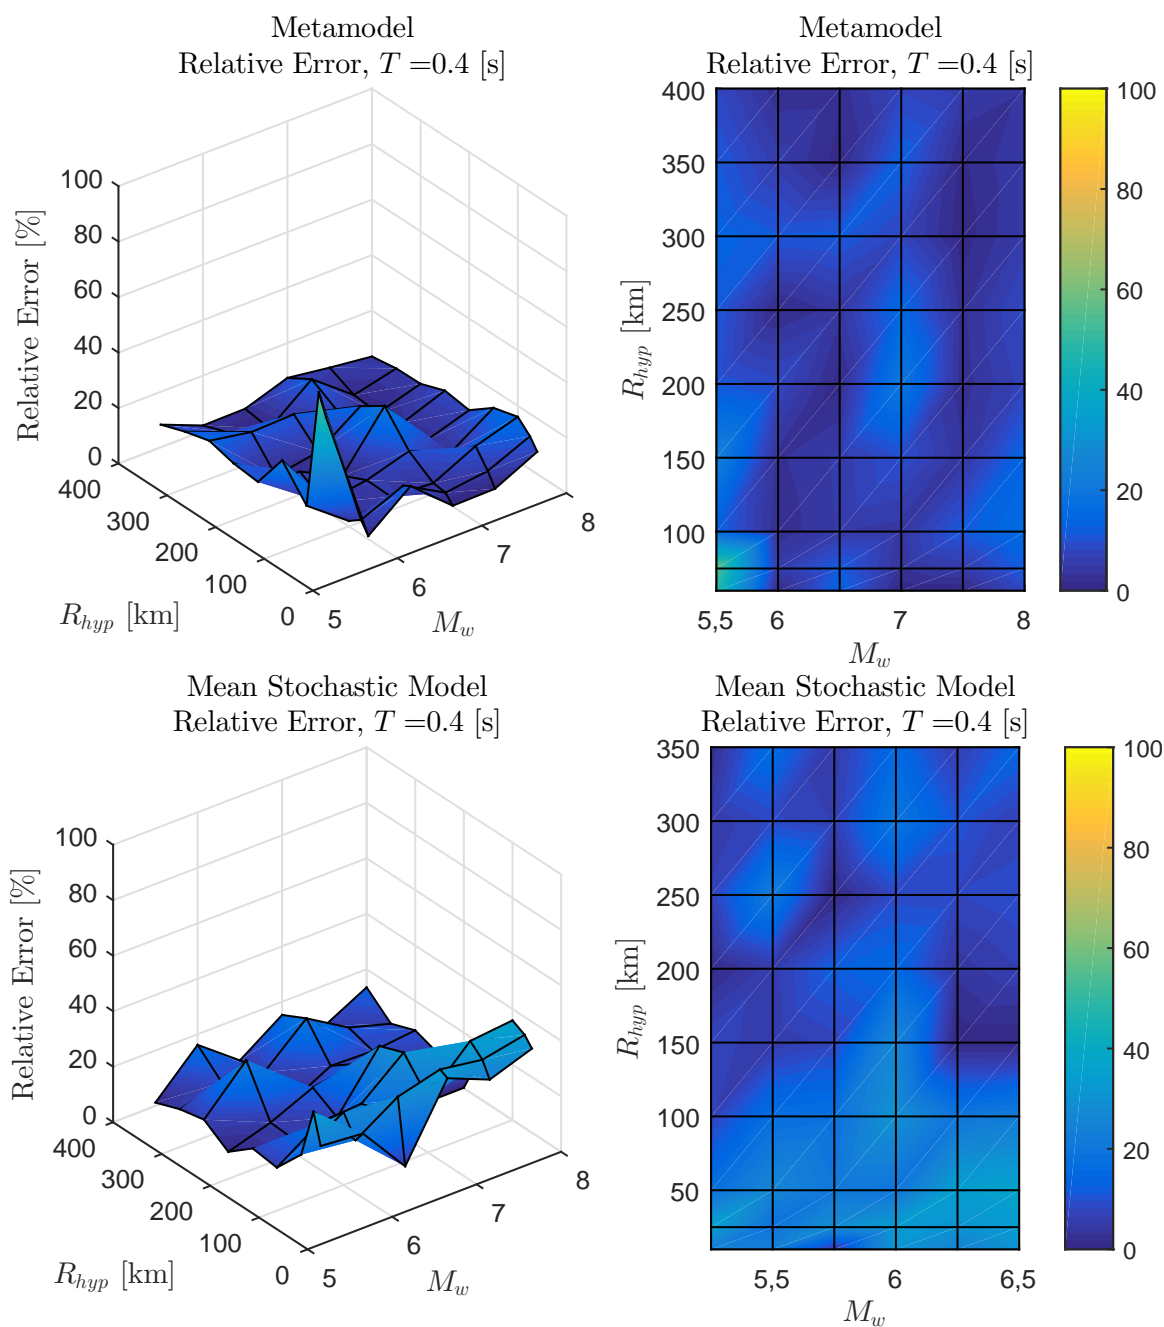 Metamodel
Relative Error, T =0.4 [s]
100
80
60
40
20
0
Relative Error [%]
400
300
200
100
0
R_hyp [km]
5
6
7
8
M_w
Metamodel
Relative Error, T =0.4 [s]
400
350
300
250
200
150
100
R_hyp [km]
5,5 6 7 8
M_w
100
80
60
40
20
0
Mean Stochastic Model
Relative Error, T =0.4 [s]
100
80
60
40
20
0
Relative Error [%]
400
300
200
100
0
R_hyp [km]
5
6
7
8
M_w
Mean Stochastic Model
Relative Error, T =0.4 [s]
350
300
250
200
150
100
50
R_hyp [km]
5,5 6 6,5
M_w
100
80
60
40
20
0